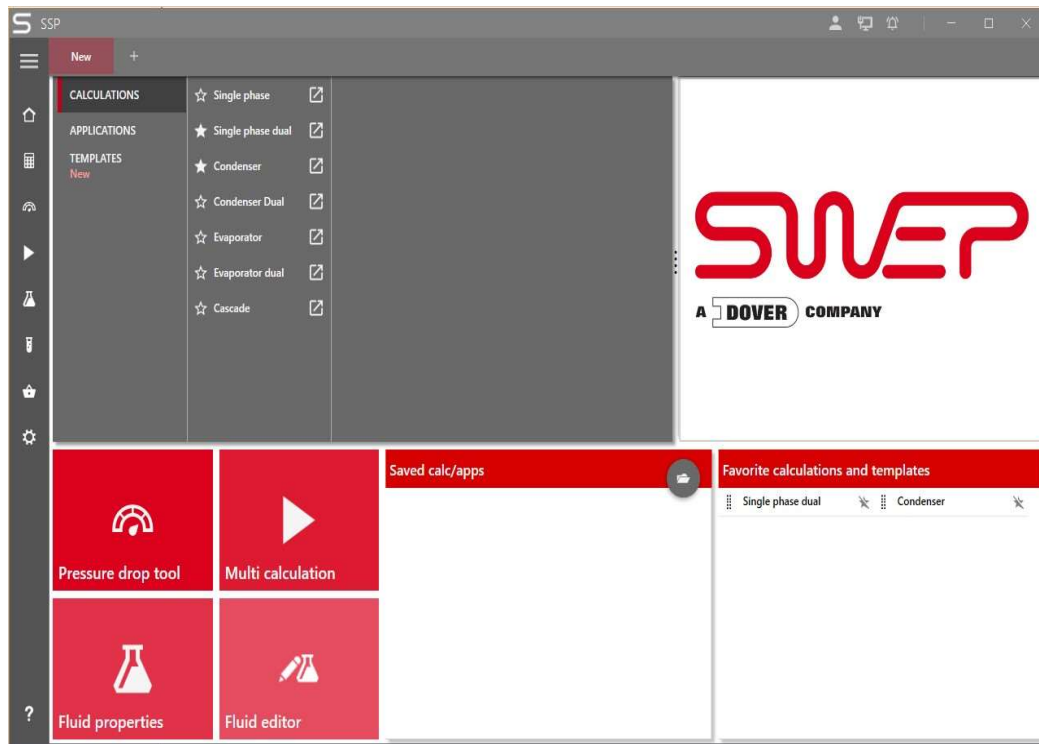 S SSP
New +
CALCULATIONS
APPLICATIONS
TEMPLATES
New
Single phase
Single phase dual
Condenser
Condenser Dual
Evaporator
Evaporator dual
Cascade
SWEP
A DOVER COMPANY
Pressure drop tool
Multi calculation
Fluid properties
Fluid editor
Saved calc/apps
Favorite calculations and templates
Single phase dual
Condenser
?